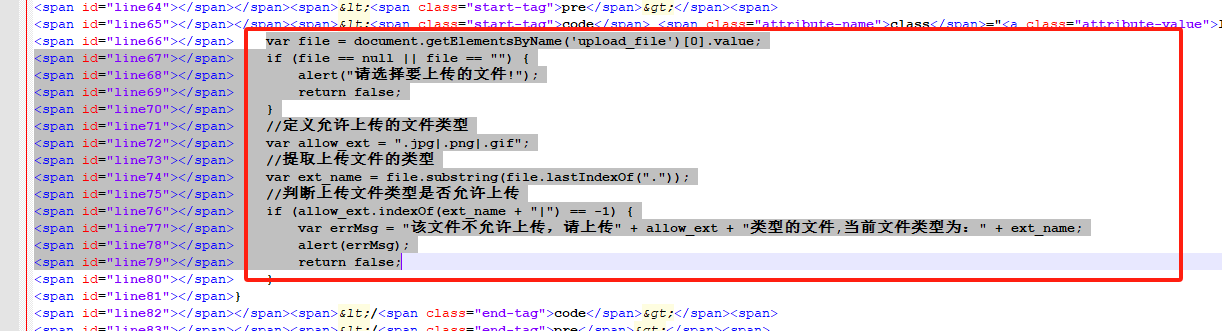 <span id="line64"></span></span><span>&lt;<span class="start-tag">pre</span>&gt;</span><span>
<span id="line65"></span></span><span>&lt;<span class="start-tag">code</span> <span class="attribute-name">class</span>="<a class="attribute-value">
<span id="line66"></span>    var file = document.getElementsByName('upload_file')[0].value;
<span id="line67"></span>    if (file == null || file == "") {
<span id="line68"></span>        alert("请选择要上传的文件!");
<span id="line69"></span>        return false;
<span id="line70"></span>    }
<span id="line71"></span>    //定义允许上传的文件类型
<span id="line72"></span>    var allow_ext = ".jpg|.png|.gif";
<span id="line73"></span>    //提取上传文件的类型
<span id="line74"></span>    var ext_name = file.substring(file.lastIndexOf("."));
<span id="line75"></span>    //判断上传文件类型是否允许上传
<span id="line76"></span>    if (allow_ext.indexOf(ext_name + "|") == -1) {
<span id="line77"></span>        var errMsg = "该文件不允许上传，请上传" + allow_ext + "类型的文件,当前文件类型为：" + ext_name;
<span id="line78"></span>        alert(errMsg);
<span id="line79"></span>        return false;
<span id="line80"></span>    }
<span id="line81"></span>}
<span id="line82"></span></span><span>&lt;/<span class="end-tag">code</span>&gt;</span><span>
<span id="line83"></span></span><span>&lt;/<span class="end-tag">pre</span>&gt;</span><span>